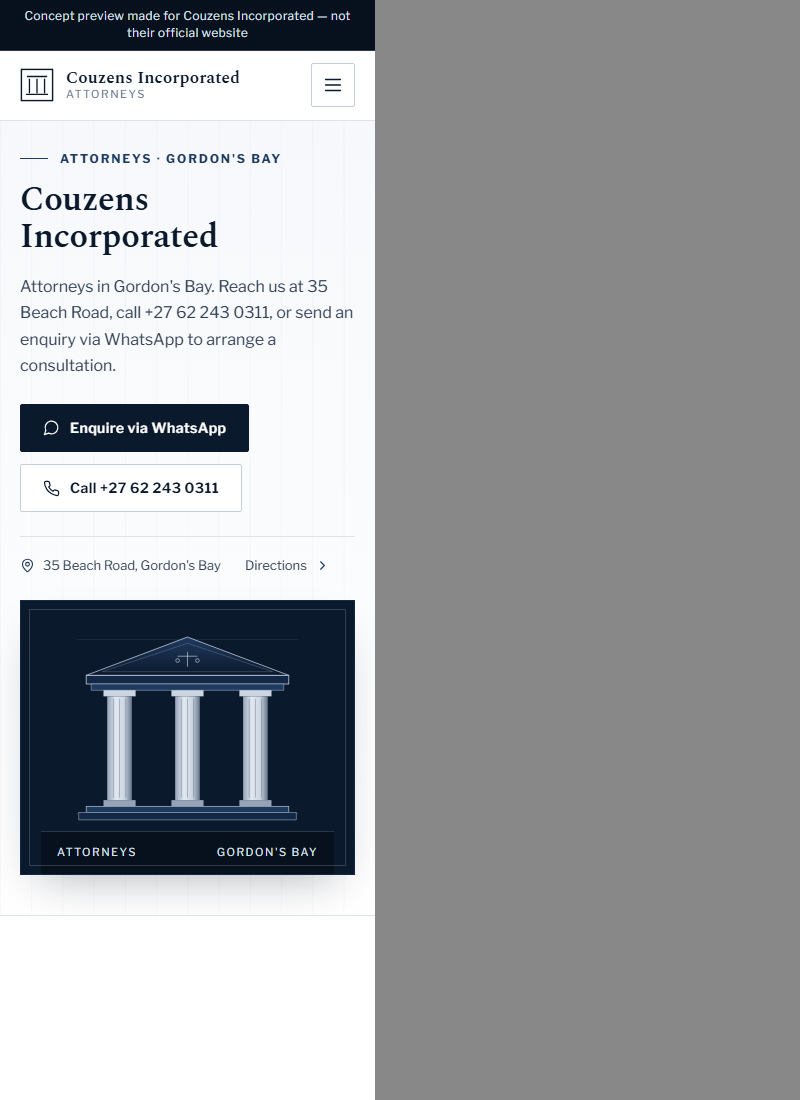 Concept preview made for Couzens Incorporated — not
their official website
Couzens Incorporated
ATTORNEYS
ATTORNEYS · GORDON'S BAY
Couzens
Incorporated
Attorneys in Gordon's Bay. Reach us at 35
Beach Road, call +27 62 243 0311, or send an
enquiry via WhatsApp to arrange a
consultation.
Enquire via WhatsApp
Call +27 62 243 0311
35 Beach Road, Gordon's Bay Directions
ATTORNEYS GORDON'S BAY